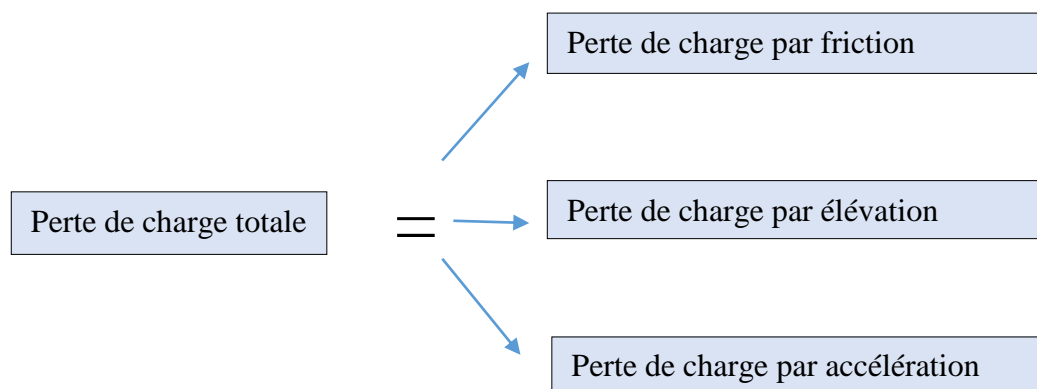 Perte de charge par friction
Perte de charge totale
=
Perte de charge par élévation
Perte de charge par accélération